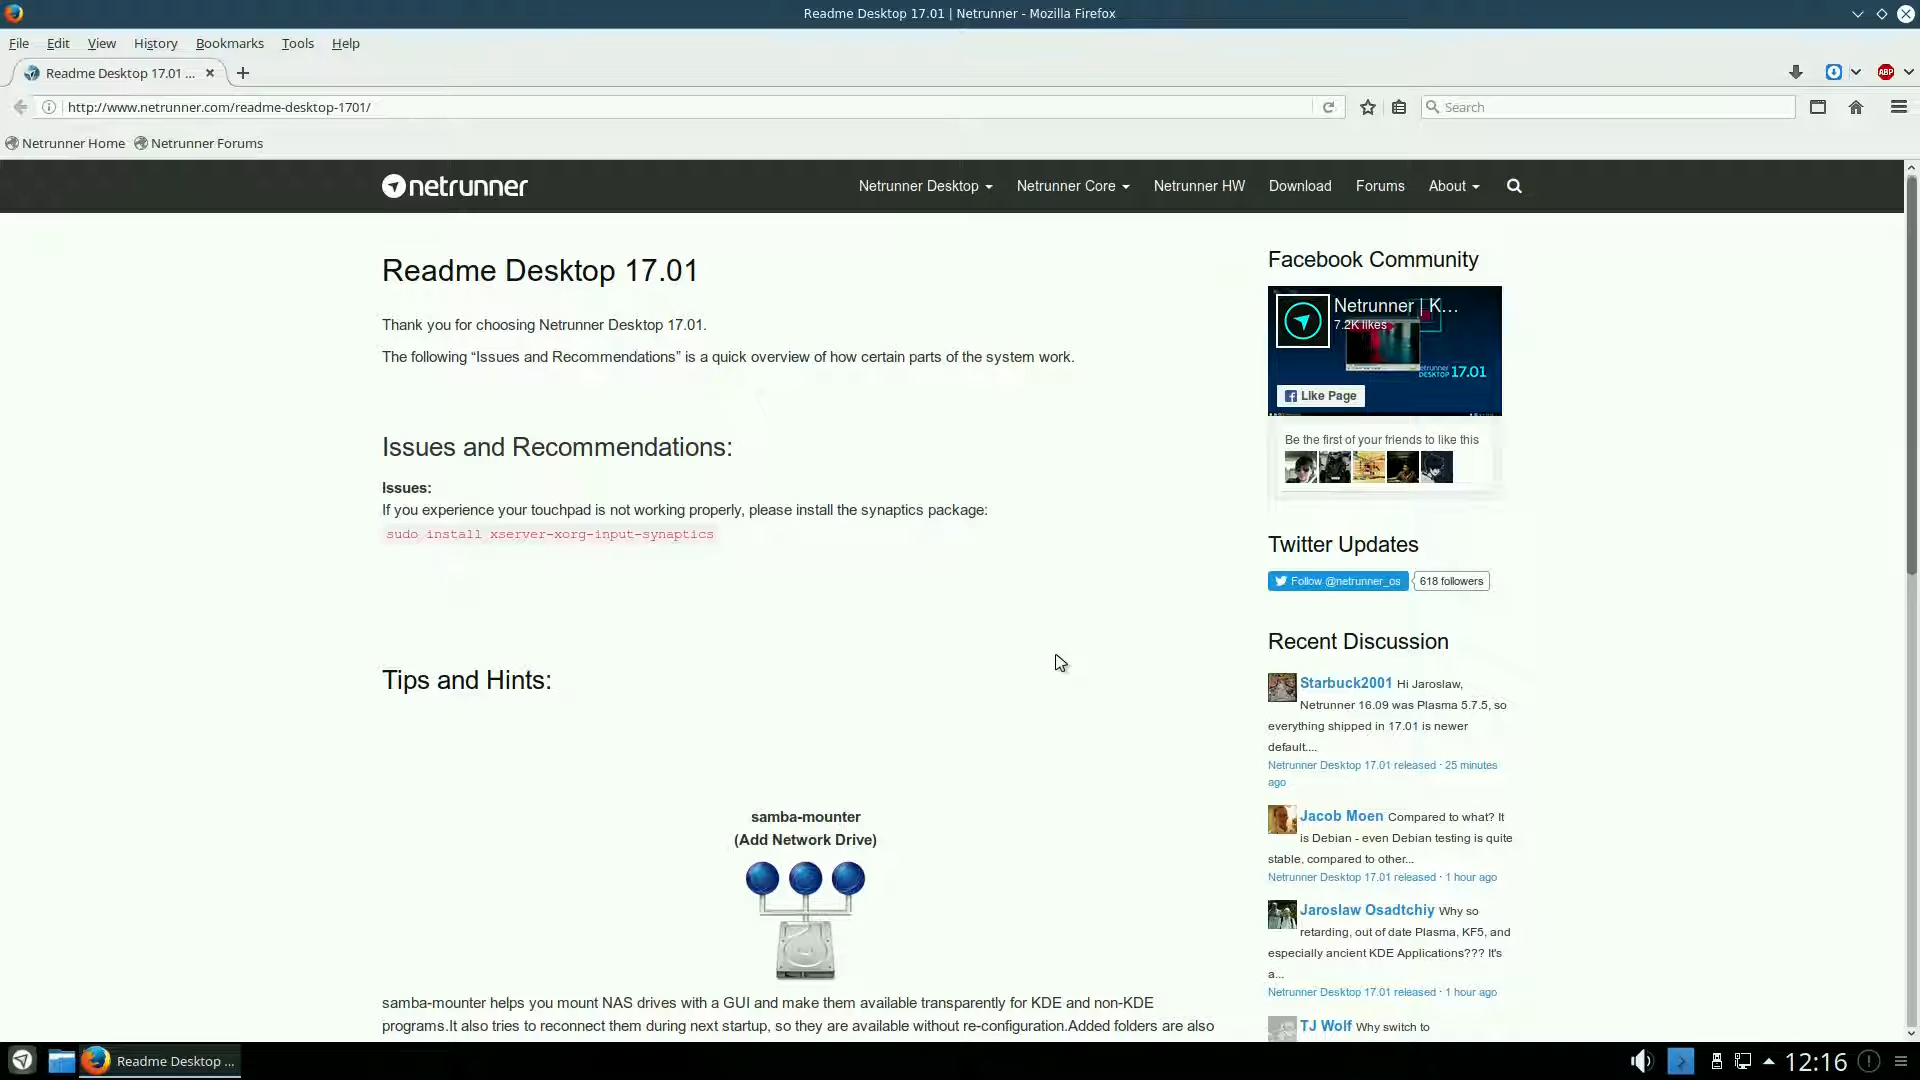 Readme Desktop 17.01 | Netrunner - Mozilla Firefox
File Edit View History Bookmarks Tools Help
Readme Desktop 17.01 ...
ABP
http://www.netrunner.com/readme-desktop-1701/
Search
Netrunner Home Netrunner Forums
netrunner
Netrunner Desktop Netrunner Core Netrunner HW Download Forums About
Readme Desktop 17.01
Thank you for choosing Netrunner Desktop 17.01.
The following “Issues and Recommendations” is a quick overview of how certain parts of the system work.
Issues and Recommendations:
Issues:
If you experience your touchpad is not working properly, please install the synaptics package:
sudo install xserver-xorg-input-synaptics
Tips and Hints:
samba-mounter
(Add Network Drive)
samba-mounter helps you mount NAS drives with a GUI and make them available transparently for KDE and non-KDE
programs.It also tries to reconnect them during next startup, so they are available without re-configuration.Added folders are also
Facebook Community
Netrunner | K...
7.2K likes
netrunner
DESKTOP 17.01
Like Page
Be the first of your friends to like this
Twitter Updates
Follow @netrunner_os 618 followers
Recent Discussion
Starbuck2001 Hi Jaroslaw,
Netrunner 16.09 was Plasma 5.7.5, so
everything shipped in 17.01 is newer
default....
Netrunner Desktop 17.01 released · 25 minutes
ago
Jacob Moen Compared to what? It
is Debian - even Debian testing is quite
stable, compared to other...
Netrunner Desktop 17.01 released · 1 hour ago
Jaroslaw Osadtchiy Why so
retarding, out of date Plasma, KF5, and
especially ancient KDE Applications??? It's
a...
Netrunner Desktop 17.01 released · 1 hour ago
TJ Wolf Why switch to
Readme Desktop ...
12:16